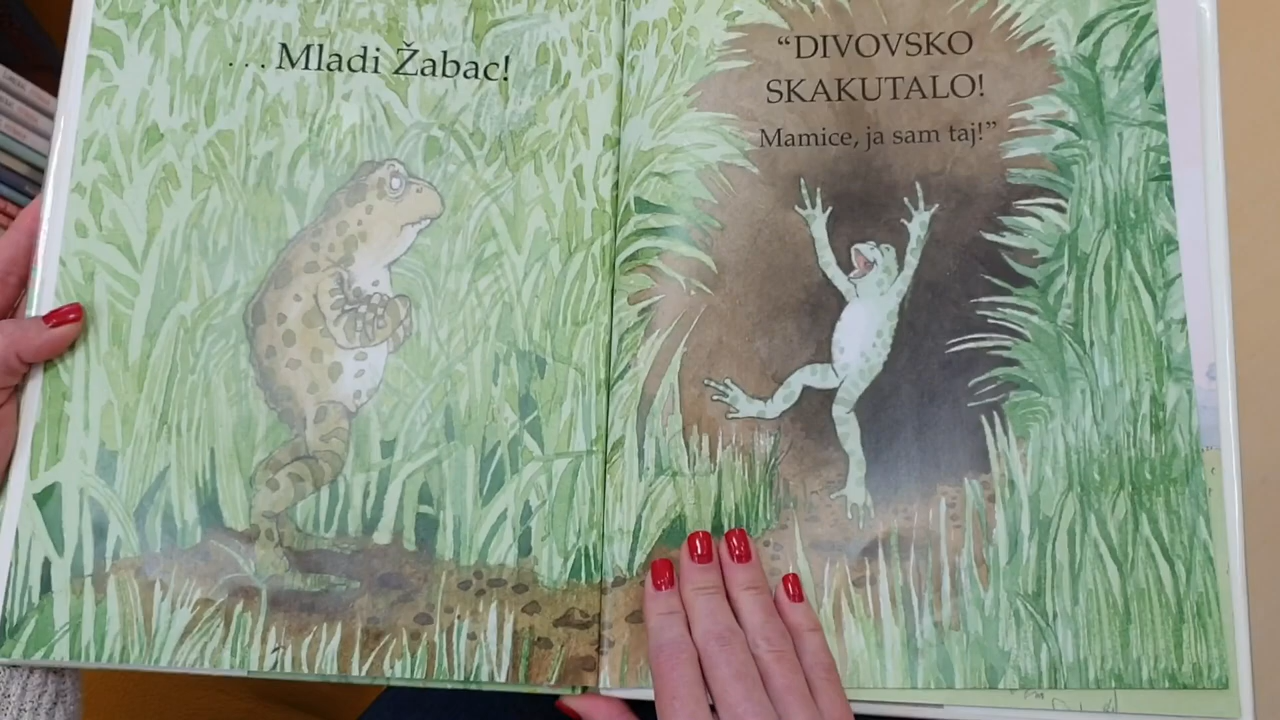 ...Mladi Žabac!
“DIVOVSKO
SKAKUTALO!
Mamice, ja sam taj!”